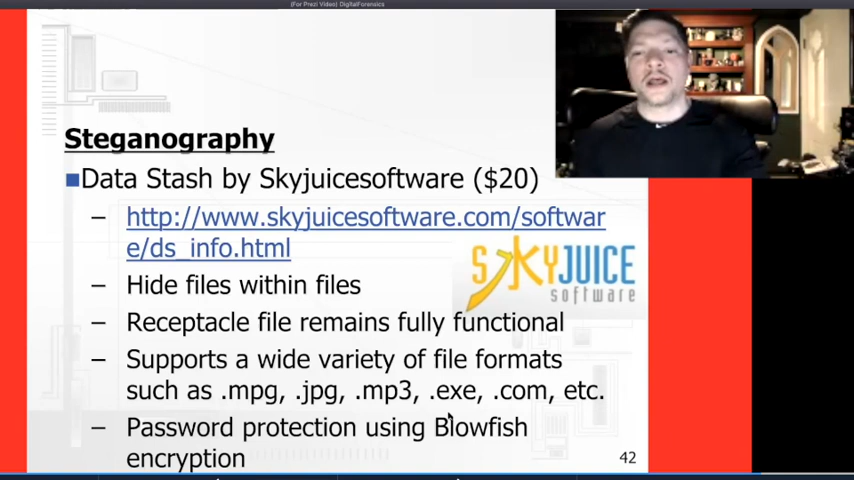 (For Prezi Video) DigitalForensics
Steganography
Data Stash by Skyjuicesoftware ($20)
– http://www.skyjuicesoftware.com/softwar
e/ds_info.html
SKYJUICE
software
– Hide files within files
– Receptacle file remains fully functional
– Supports a wide variety of file formats
such as .mpg, .jpg, .mp3, .exe, .com, etc.
– Password protection using Blowfish
encryption
42